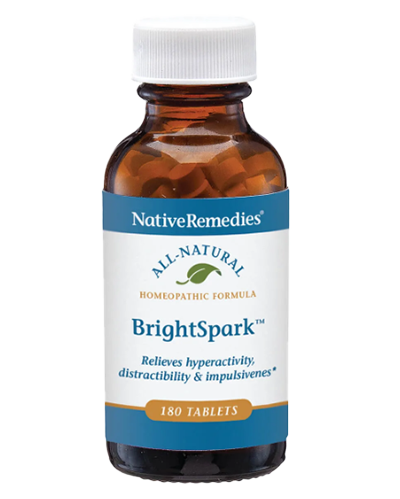 NativeRemedies®
ALL-NATURAL
HOMEOPATHIC FORMULA
BrightSpark™
Relieves hyperactivity,
distractibility & impulsivenes*
180 TABLETS